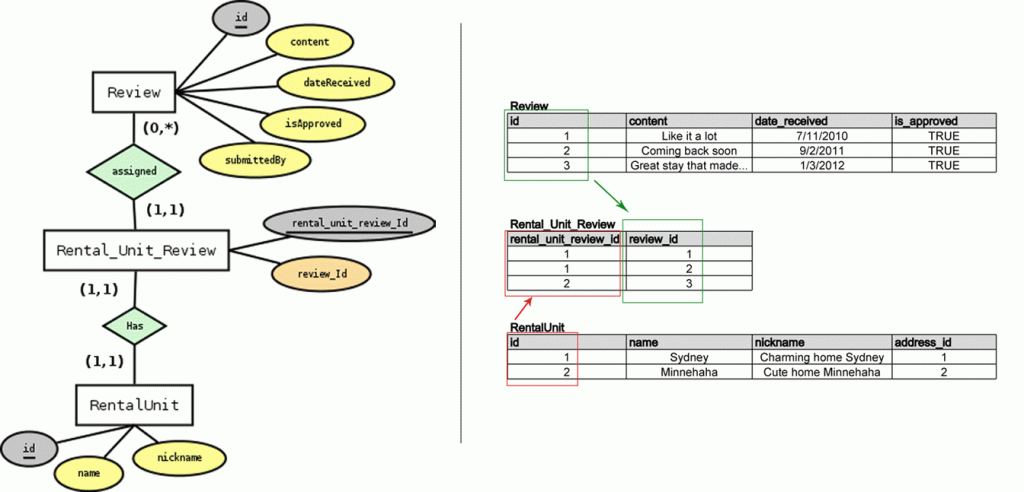 id
content
Review
dateReceived
(0,*)
isApproved
submittedBy
assigned
(1,1)
rental_unit_review_Id
Rental_Unit_Review
review_Id
(1,1)
Has
(1,1)
RentalUnit
id
name
nickname
Review
id content date_received is_approved
1 Like it a lot 7/11/2010 TRUE
2 Coming back soon 9/2/2011 TRUE
3 Great stay that made... 1/3/2012 TRUE
Rental_Unit_Review
rental_unit_review_id review_id
1 1
1 2
2 3
RentalUnit
id name nickname address_id
1 Sydney Charming home Sydney 1
2 Minnehaha Cute home Minnehaha 2